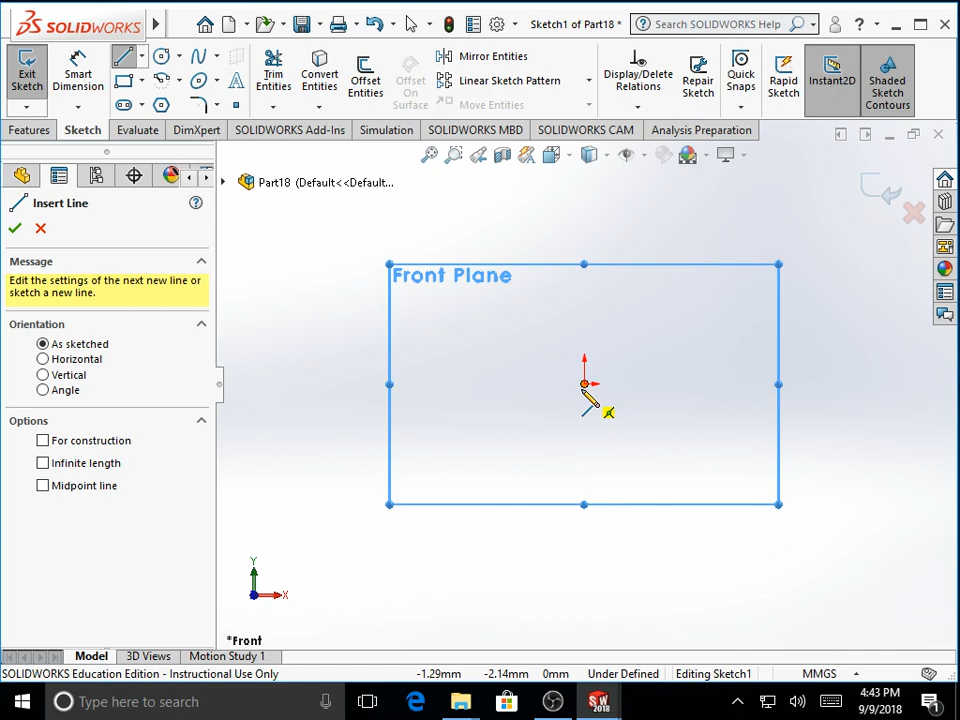 SOLIDWORKS
Sketch1 of Part18 *
Search SOLIDWORKS Help
Exit Sketch
Smart Dimension
Trim Entities
Convert Entities
Offset Entities
Offset On Surface
Mirror Entities
Linear Sketch Pattern
Move Entities
Display/Delete Relations
Repair Sketch
Quick Snaps
Rapid Sketch
Instant2D
Shaded Sketch Contours
Features
Sketch
Evaluate
DimXpert
SOLIDWORKS Add-Ins
Simulation
SOLIDWORKS MBD
SOLIDWORKS CAM
Analysis Preparation
Part18 (Default<<Default...
Insert Line
Message
Edit the settings of the next new line or
sketch a new line.
Orientation
As sketched
Horizontal
Vertical
Angle
Options
For construction
Infinite length
Midpoint line
Front Plane
Y
X
*Front
Model
3D Views
Motion Study 1
SOLIDWORKS Education Edition - Instructional Use Only
-1.29mm
-2.14mm
0mm
Under Defined
Editing Sketch1
MMGS
Type here to search
SW
2018
4:43 PM
9/9/2018
1